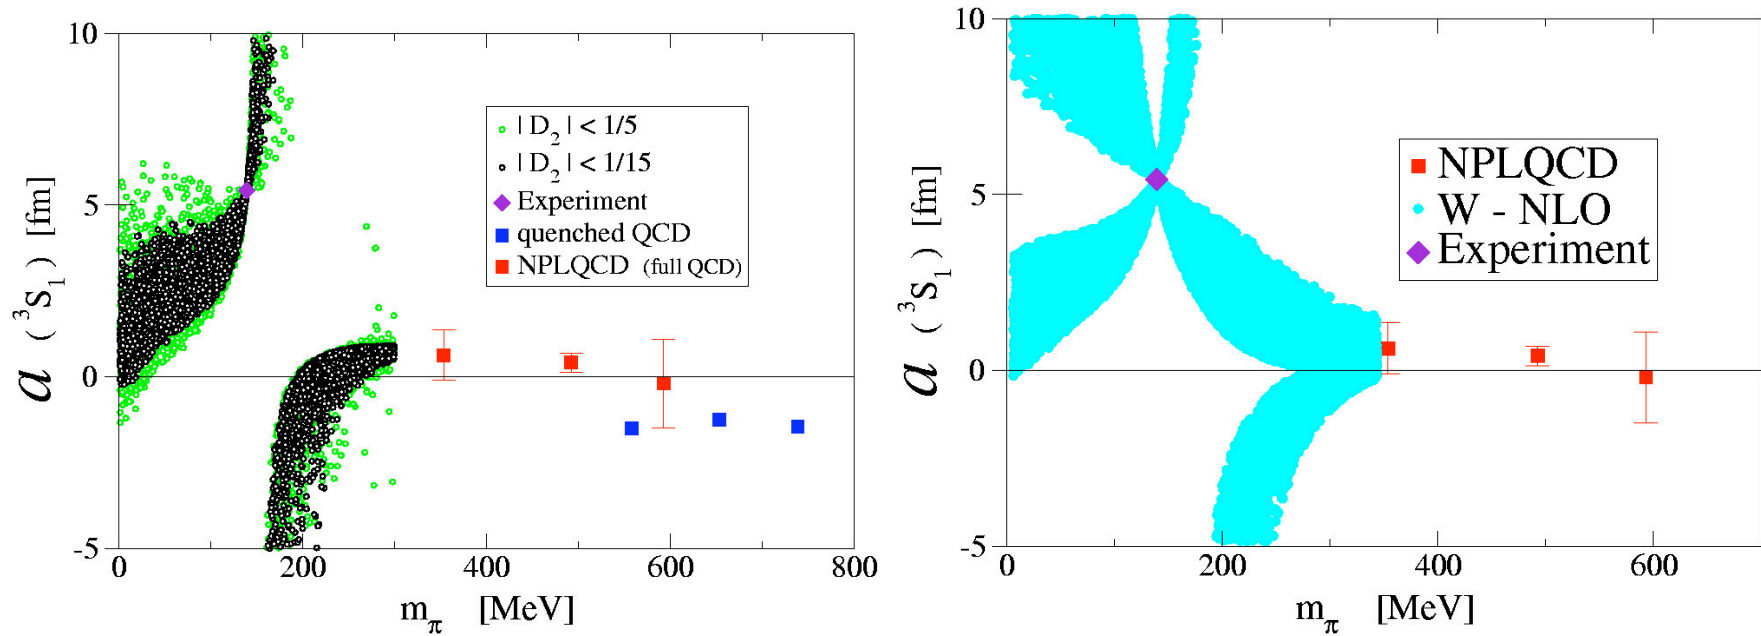 10
5
0
-5
0
200
400
600
800
a (³S₁) [fm]
m_π [MeV]
| D₂ | < 1/5
| D₂ | < 1/15
Experiment
quenched QCD
NPLQCD (full QCD)
10
5
0
-5
0
200
400
600
a (³S₁) [fm]
m_π [MeV]
NPLQCD
W - NLO
Experiment